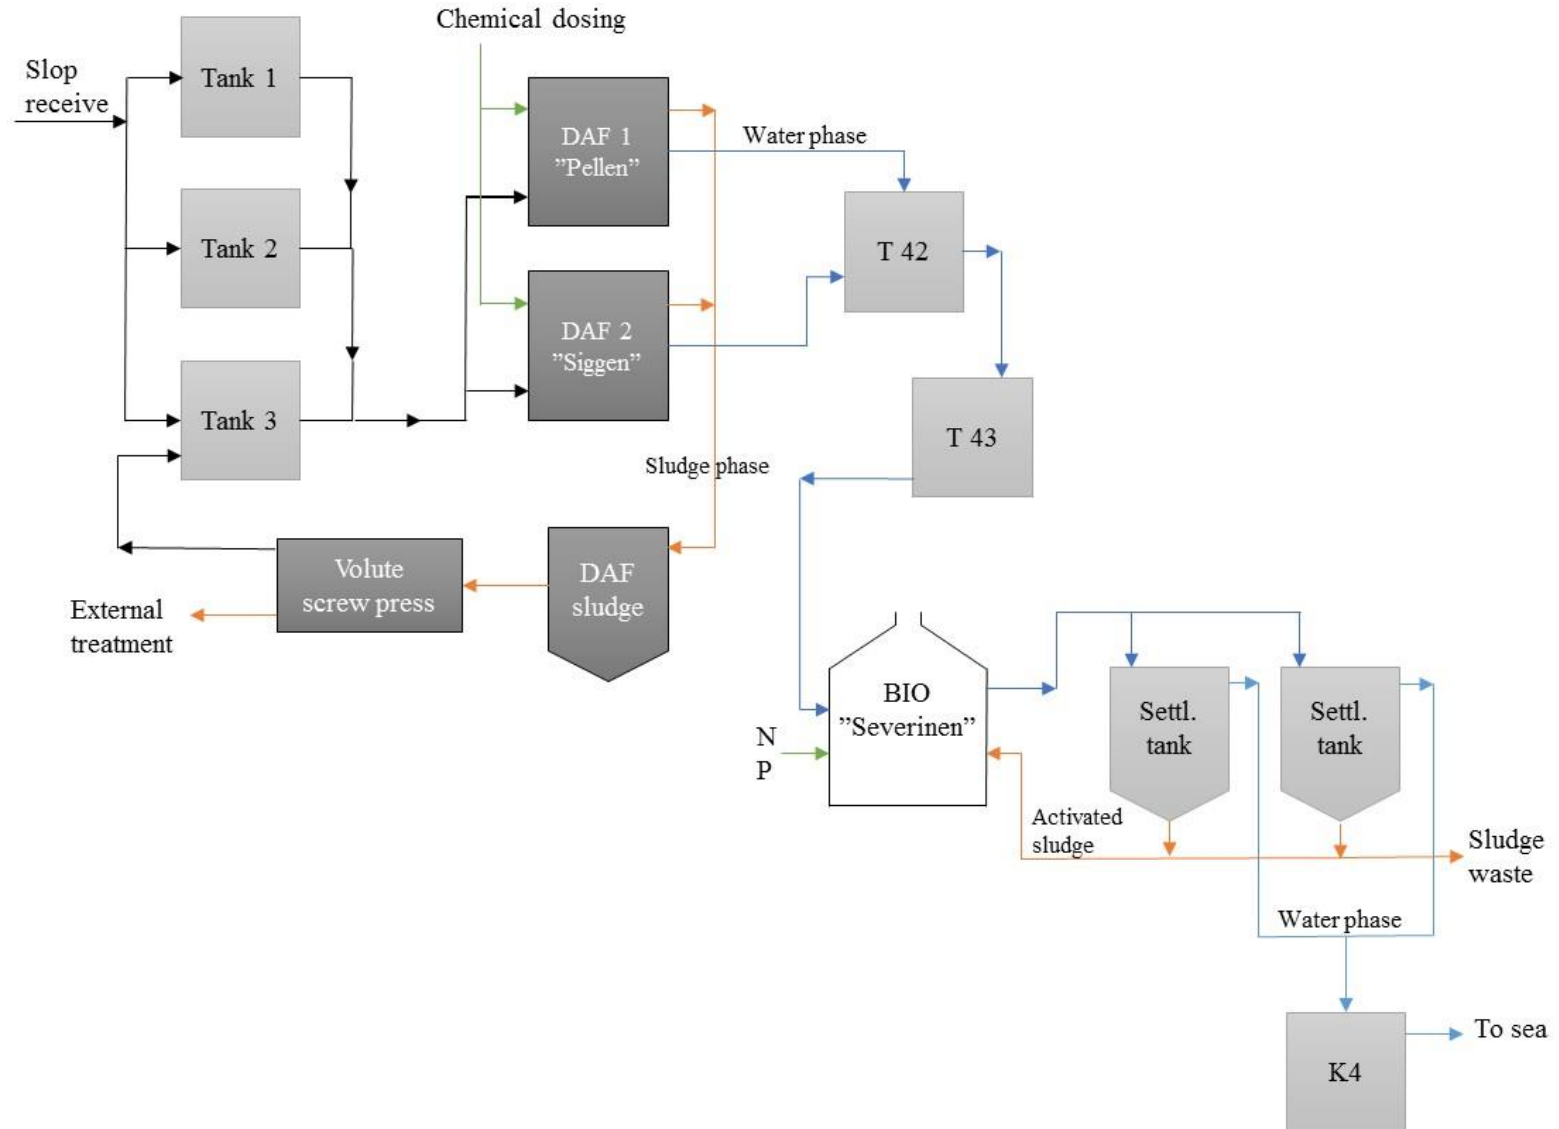 Chemical dosing
Slop
receive
Tank 1
Tank 2
Tank 3
DAF 1
”Pellen”
DAF 2
”Siggen”
Water phase
T 42
T 43
Sludge phase
DAF
sludge
Volute
screw press
External
treatment
BIO
”Severinen”
N
P
Settl.
tank
Settl.
tank
Activated
sludge
Sludge
waste
Water phase
K4
To sea